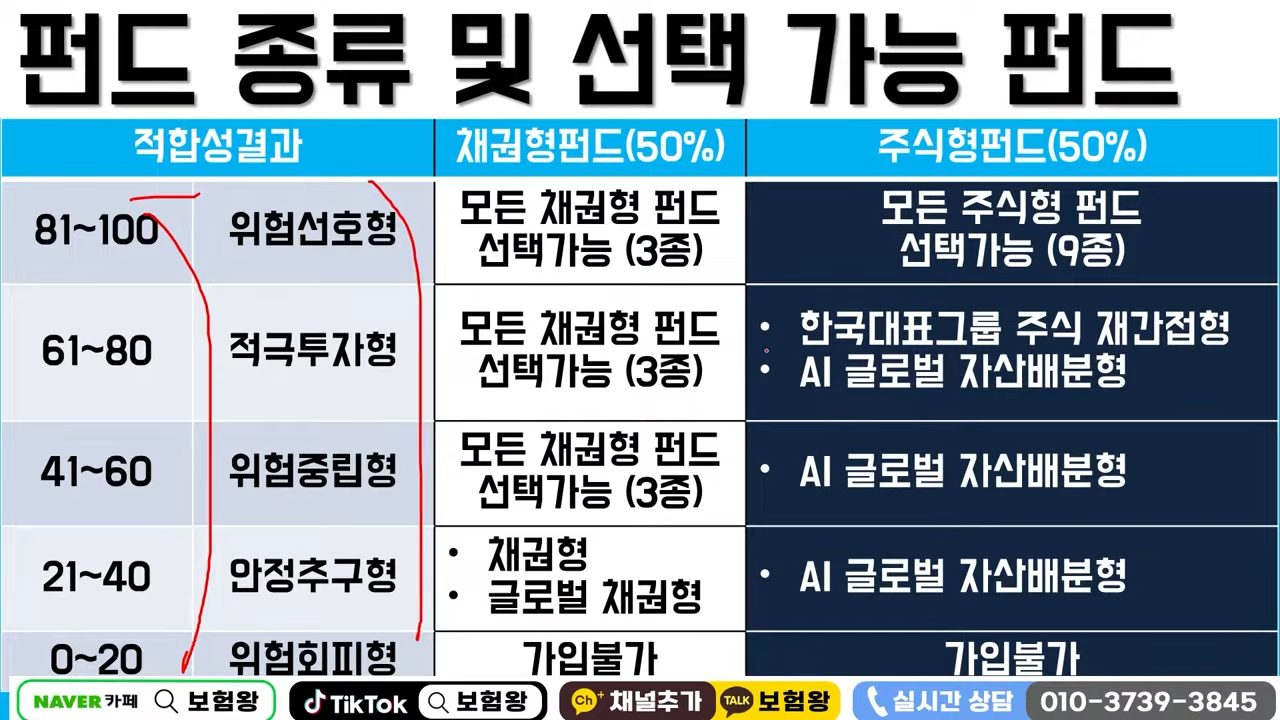 펀드 종류 및 선택 가능 펀드
적합성결과 채권형펀드(50%) 주식형펀드(50%)
81~100 위험선호형
모든 채권형 펀드
선택가능 (3종)
모든 주식형 펀드
선택가능 (9종)
61~80 적극투자형
모든 채권형 펀드
선택가능 (3종)
• 한국대표그룹 주식 재간접형
• AI 글로벌 자산배분형
41~60 위험중립형
모든 채권형 펀드
선택가능 (3종)
• AI 글로벌 자산배분형
21~40 안정추구형
• 채권형
• 글로벌 채권형
• AI 글로벌 자산배분형
0~20 위험회피형 가입불가 가입불가
NAVER 카페 보험왕 TikTok 보험왕 Ch+ 채널추가 TALK 보험왕 실시간 상담 010-3739-3845